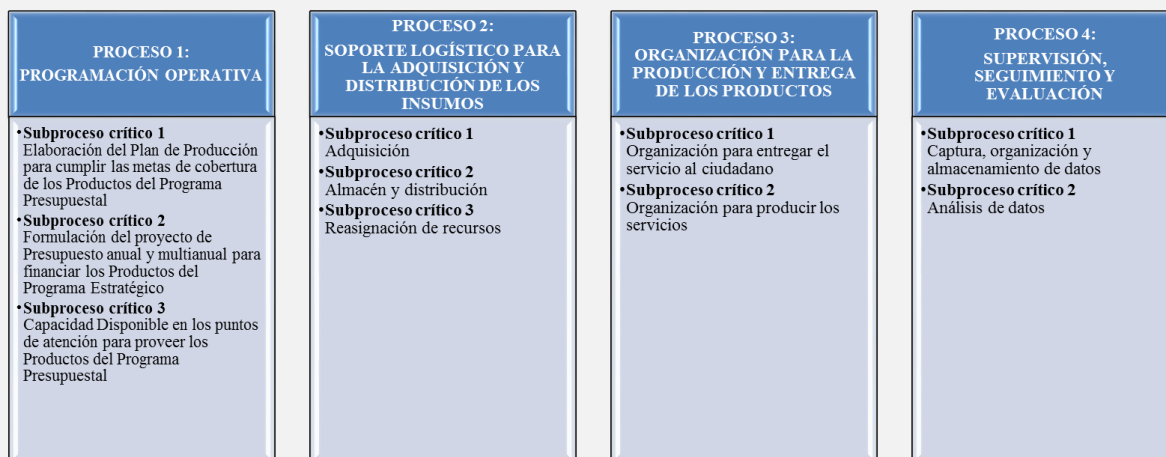 PROCESO 1:
PROGRAMACIÓN OPERATIVA
•Subproceso crítico 1
Elaboración del Plan de Producción
para cumplir las metas de cobertura
de los Productos del Programa
Presupuestal
•Subproceso crítico 2
Formulación del proyecto de
Presupuesto anual y multianual para
financiar los Productos del
Programa Estratégico
•Subproceso crítico 3
Capacidad Disponible en los puntos
de atención para proveer los
Productos del Programa
Presupuestal
PROCESO 2:
SOPORTE LOGÍSTICO PARA
LA ADQUISICIÓN Y
DISTRIBUCIÓN DE LOS
INSUMOS
•Subproceso crítico 1
Adquisición
•Subproceso crítico 2
Almacén y distribución
•Subproceso crítico 3
Reasignación de recursos
PROCESO 3:
ORGANIZACIÓN PARA LA
PRODUCCIÓN Y ENTREGA
DE LOS PRODUCTOS
•Subproceso crítico 1
Organización para entregar el
servicio al ciudadano
•Subproceso crítico 2
Organización para producir los
servicios
PROCESO 4:
SUPERVISIÓN,
SEGUIMIENTO Y
EVALUACIÓN
•Subproceso crítico 1
Captura, organización y
almacenamiento de datos
•Subproceso crítico 2
Análisis de datos